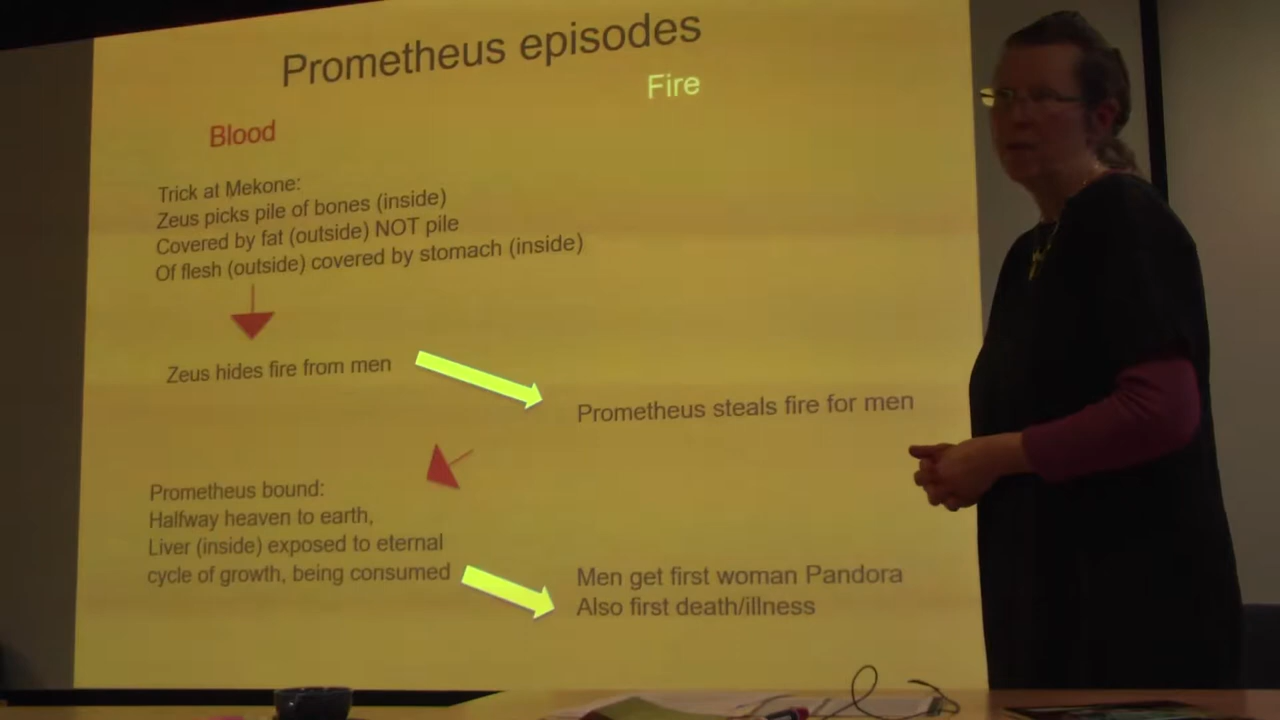 Prometheus episodes
Fire
Blood
Trick at Mekone:
Zeus picks pile of bones (inside)
Covered by fat (outside) NOT pile
Of flesh (outside) covered by stomach (inside)
Zeus hides fire from men
Prometheus steals fire for men
Prometheus bound:
Halfway heaven to earth,
Liver (inside) exposed to eternal
cycle of growth, being consumed
Men get first woman Pandora
Also first death/illness